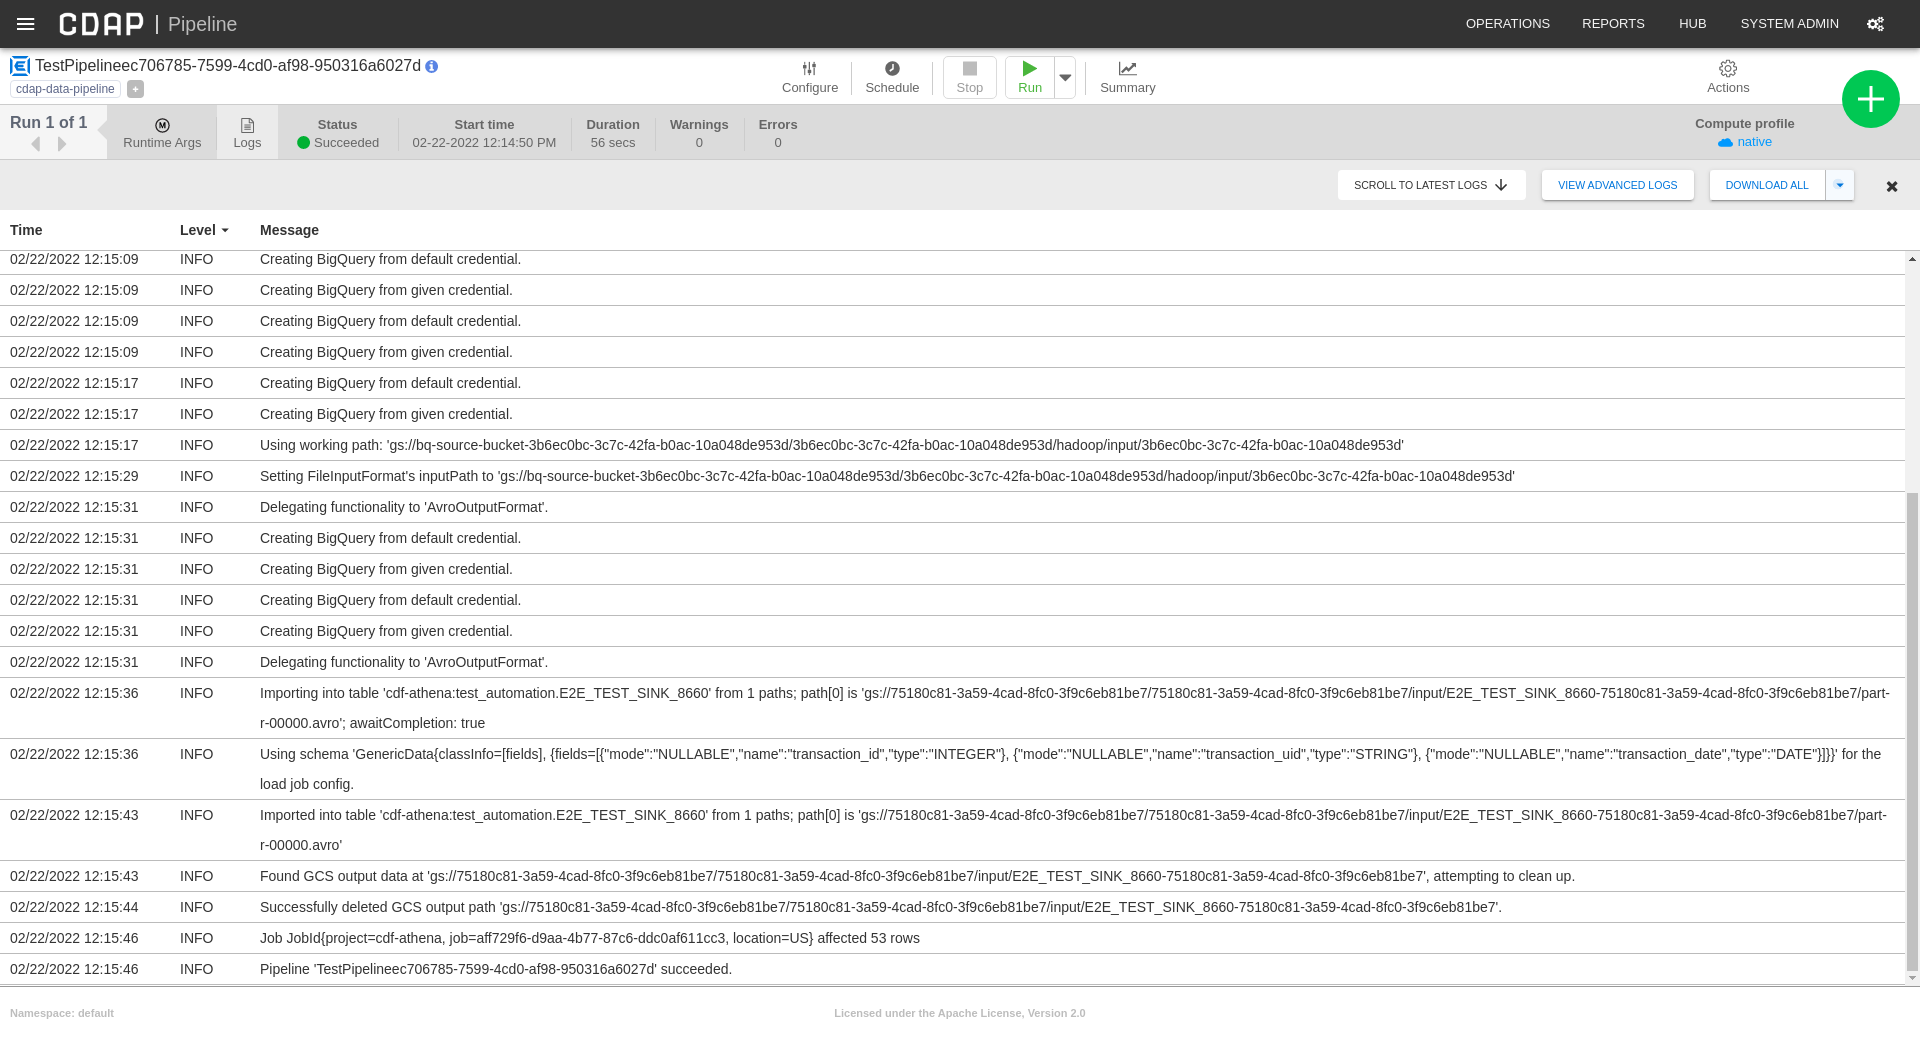 CDAP | Pipeline
OPERATIONS REPORTS HUB SYSTEM ADMIN
TestPipelineec706785-7599-4cd0-af98-950316a6027d
cdap-data-pipeline +
Configure Schedule Stop Run Summary Actions
Run 1 of 1
Runtime Args Logs
Status Start time Duration Warnings Errors Compute profile
Succeeded 02-22-2022 12:14:50 PM 56 secs 0 0 native
SCROLL TO LATEST LOGS VIEW ADVANCED LOGS DOWNLOAD ALL
Time Level Message
02/22/2022 12:15:09 INFO Creating BigQuery from default credential.
02/22/2022 12:15:09 INFO Creating BigQuery from given credential.
02/22/2022 12:15:09 INFO Creating BigQuery from default credential.
02/22/2022 12:15:09 INFO Creating BigQuery from given credential.
02/22/2022 12:15:17 INFO Creating BigQuery from default credential.
02/22/2022 12:15:17 INFO Creating BigQuery from given credential.
02/22/2022 12:15:17 INFO Using working path: 'gs://bq-source-bucket-3b6ec0bc-3c7c-42fa-b0ac-10a048de953d/3b6ec0bc-3c7c-42fa-b0ac-10a048de953d/hadoop/input/3b6ec0bc-3c7c-42fa-b0ac-10a048de953d'
02/22/2022 12:15:29 INFO Setting FileInputFormat's inputPath to 'gs://bq-source-bucket-3b6ec0bc-3c7c-42fa-b0ac-10a048de953d/3b6ec0bc-3c7c-42fa-b0ac-10a048de953d/hadoop/input/3b6ec0bc-3c7c-42fa-b0ac-10a048de953d'
02/22/2022 12:15:31 INFO Delegating functionality to 'AvroOutputFormat'.
02/22/2022 12:15:31 INFO Creating BigQuery from default credential.
02/22/2022 12:15:31 INFO Creating BigQuery from given credential.
02/22/2022 12:15:31 INFO Creating BigQuery from default credential.
02/22/2022 12:15:31 INFO Creating BigQuery from given credential.
02/22/2022 12:15:31 INFO Delegating functionality to 'AvroOutputFormat'.
02/22/2022 12:15:36 INFO Importing into table 'cdf-athena:test_automation.E2E_TEST_SINK_8660' from 1 paths; path[0] is 'gs://75180c81-3a59-4cad-8fc0-3f9c6eb81be7/75180c81-3a59-4cad-8fc0-3f9c6eb81be7/input/E2E_TEST_SINK_8660-75180c81-3a59-4cad-8fc0-3f9c6eb81be7/part-
r-00000.avro'; awaitCompletion: true
02/22/2022 12:15:36 INFO Using schema 'GenericData{classInfo=[fields], {fields=[{"mode":"NULLABLE","name":"transaction_id","type":"INTEGER"}, {"mode":"NULLABLE","name":"transaction_uid","type":"STRING"}, {"mode":"NULLABLE","name":"transaction_date","type":"DATE"}]}}' for the
load job config.
02/22/2022 12:15:43 INFO Imported into table 'cdf-athena:test_automation.E2E_TEST_SINK_8660' from 1 paths; path[0] is 'gs://75180c81-3a59-4cad-8fc0-3f9c6eb81be7/75180c81-3a59-4cad-8fc0-3f9c6eb81be7/input/E2E_TEST_SINK_8660-75180c81-3a59-4cad-8fc0-3f9c6eb81be7/part-
r-00000.avro'
02/22/2022 12:15:43 INFO Found GCS output data at 'gs://75180c81-3a59-4cad-8fc0-3f9c6eb81be7/75180c81-3a59-4cad-8fc0-3f9c6eb81be7/input/E2E_TEST_SINK_8660-75180c81-3a59-4cad-8fc0-3f9c6eb81be7', attempting to clean up.
02/22/2022 12:15:44 INFO Successfully deleted GCS output path 'gs://75180c81-3a59-4cad-8fc0-3f9c6eb81be7/75180c81-3a59-4cad-8fc0-3f9c6eb81be7/input/E2E_TEST_SINK_8660-75180c81-3a59-4cad-8fc0-3f9c6eb81be7'.
02/22/2022 12:15:46 INFO Job JobId{project=cdf-athena, job=aff729f6-d9aa-4b77-87c6-ddc0af611cc3, location=US} affected 53 rows
02/22/2022 12:15:46 INFO Pipeline 'TestPipelineec706785-7599-4cd0-af98-950316a6027d' succeeded.
Namespace: default Licensed under the Apache License, Version 2.0